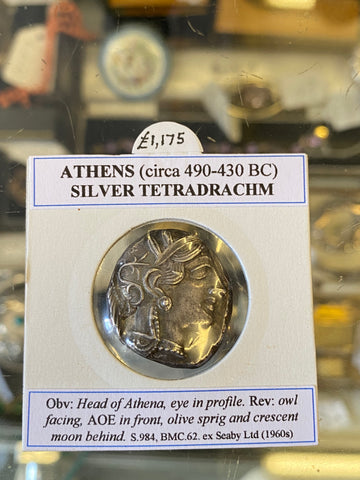 £1,175
ATHENS (circa 490-430 BC)
SILVER TETRADRACHM
Obv: Head of Athena, eye in profile. Rev: owl
facing, AOE in front, olive sprig and crescent
moon behind. S.984, BMC.62. ex Seaby Ltd (1960s)